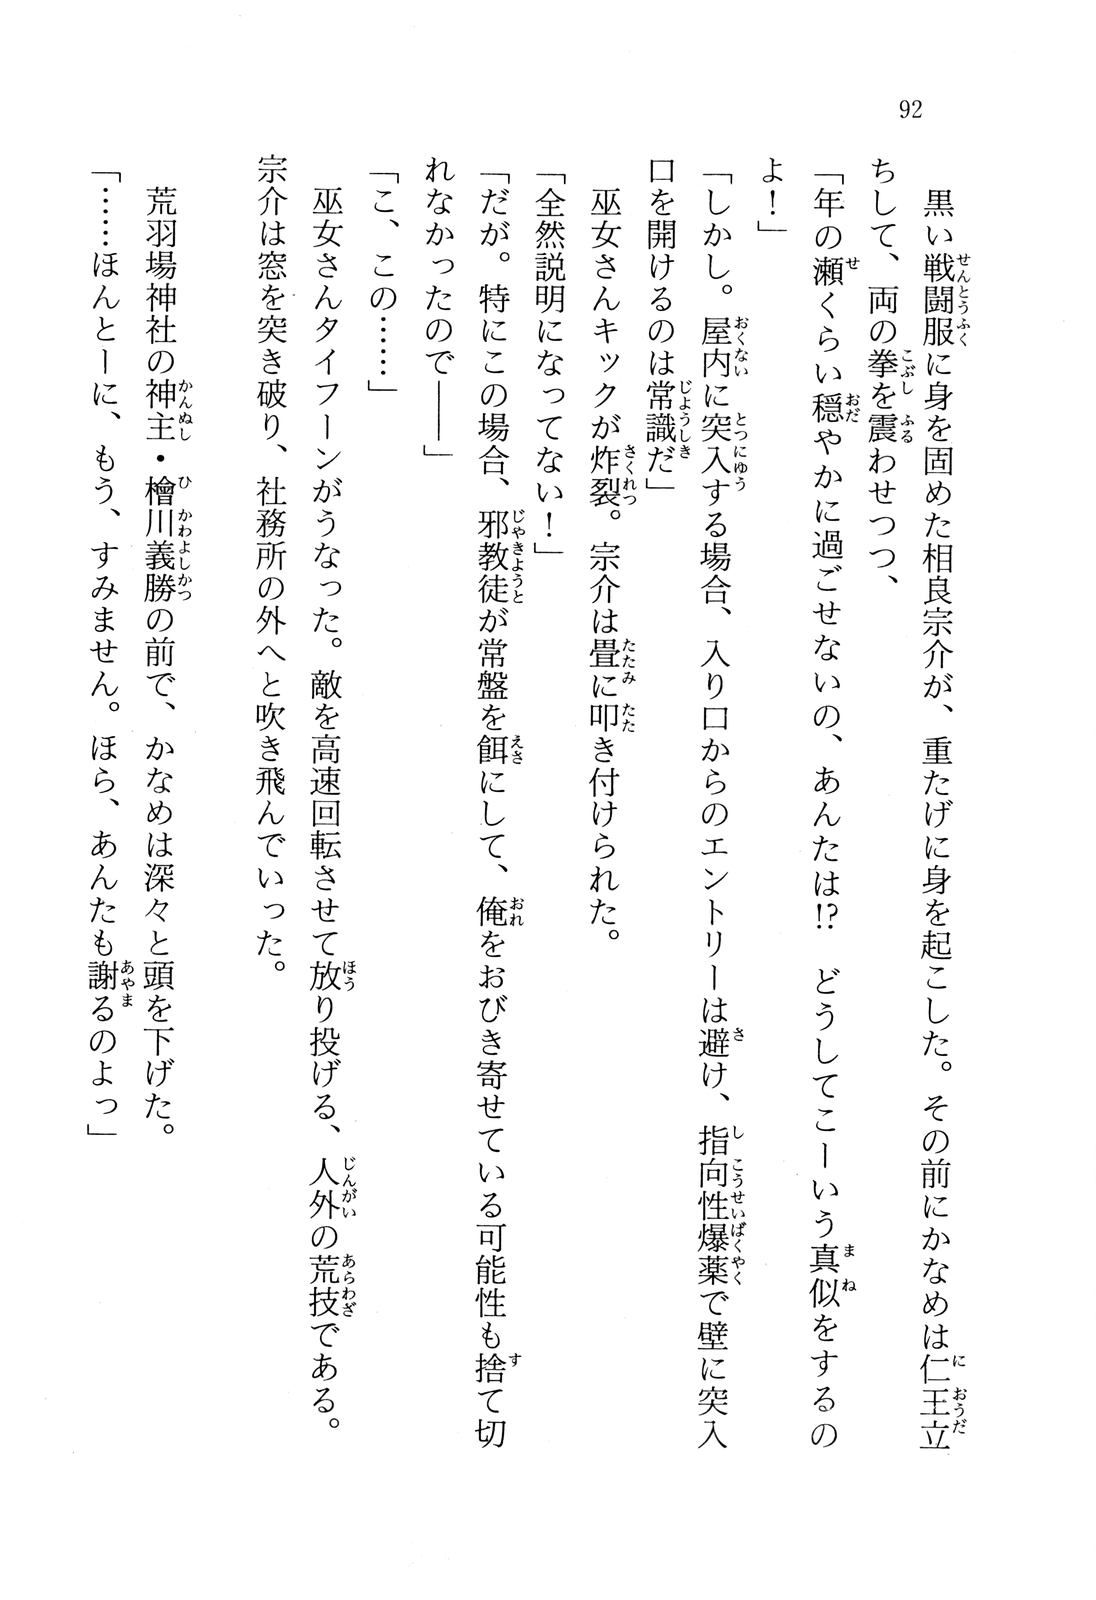 92
黒い戦闘服に身を固めた相良宗介が、重たげに身を起こした。その前にかなめは仁王立
ちして、両の拳を震わせつつ、
「年の瀬くらい穏やかに過ごせないの、あんたは!?　どうしてこーいう真似をするの
よ！」
「しかし。屋内に突入する場合、入り口からのエントリーは避け、指向性爆薬で壁に突入
口を開けるのは常識だ」
　巫女さんキックが炸裂。宗介は畳に叩き付けられた。
「全然説明になってない！」
「だが。特にこの場合、邪教徒が常盤を餌にして、俺をおびき寄せている可能性も捨て切
れなかったので――」
「こ、この……」
　巫女さんタイフーンがうなった。敵を高速回転させて放り投げる、人外の荒技である。
宗介は窓を突き破り、社務所の外へと吹き飛んでいった。
　荒羽場神社の神主・檜川義勝の前で、かなめは深々と頭を下げた。
「……ほんとーに、もう、すみません。ほら、あんたも謝るのよっ」